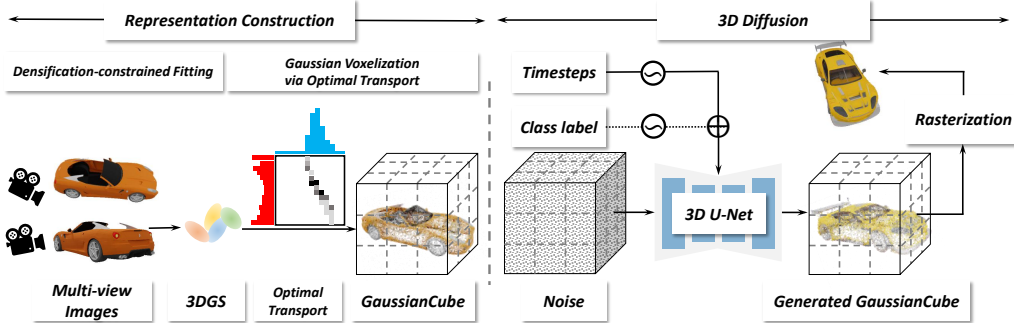 Representation Construction
3D Diffusion
Densification-constrained Fitting
Gaussian Voxelization
via Optimal Transport
Timesteps
Class label
Rasterization
3D U-Net
Multi-view
Images
3DGS
Optimal
Transport
GaussianCube
Noise
Generated GaussianCube